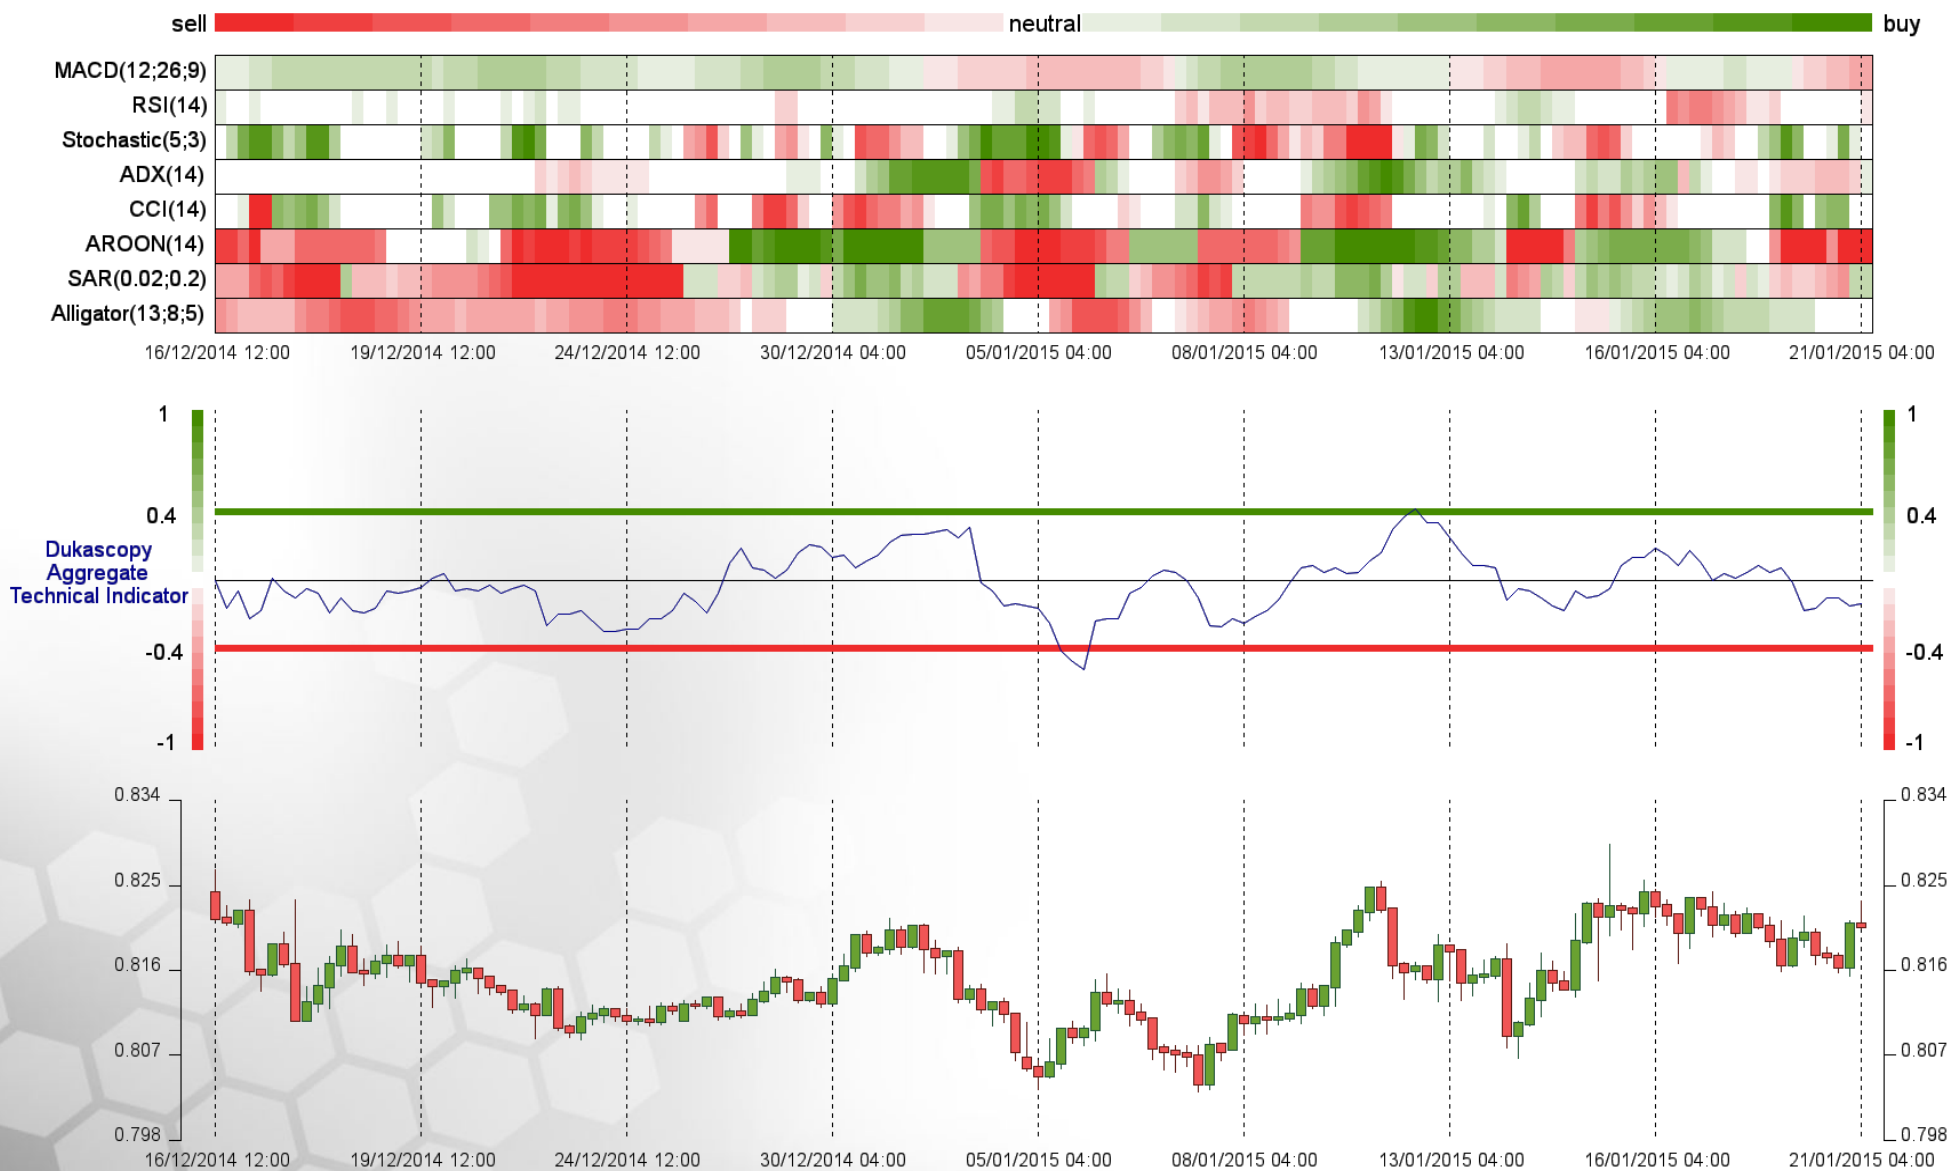 sell neutral buy
MACD(12;26;9)
RSI(14)
Stochastic(5;3)
ADX(14)
CCI(14)
AROON(14)
SAR(0.02;0.2)
Alligator(13;8;5)
16/12/2014 12:00 19/12/2014 12:00 24/12/2014 12:00 30/12/2014 04:00 05/01/2015 04:00 08/01/2015 04:00 13/01/2015 04:00 16/01/2015 04:00 21/01/2015 04:00
1 1
0.4 0.4
Dukascopy
Aggregate
Technical Indicator
-0.4 -0.4
-1 -1
0.834 0.834
0.825 0.825
0.816 0.816
0.807 0.807
0.798 0.798
16/12/2014 12:00 19/12/2014 12:00 24/12/2014 12:00 30/12/2014 04:00 05/01/2015 04:00 08/01/2015 04:00 13/01/2015 04:00 16/01/2015 04:00 21/01/2015 04:00